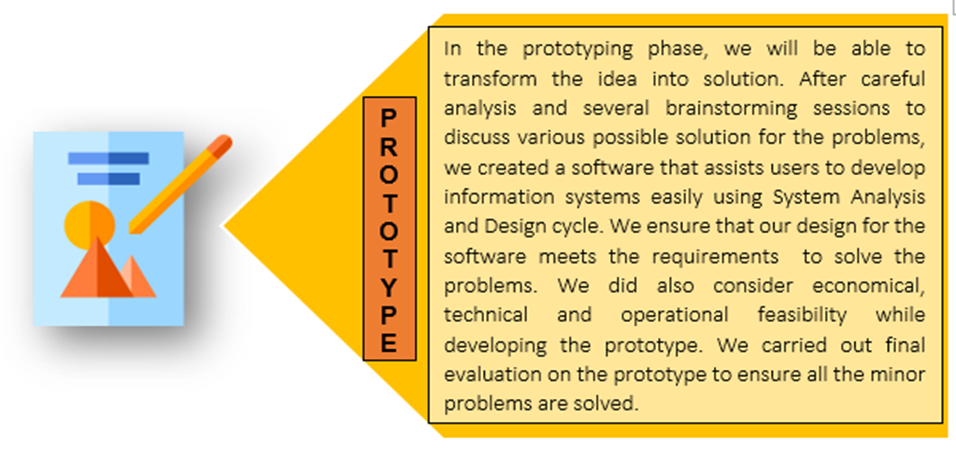 PROTOTYPE
In the prototyping phase, we will be able to
transform the idea into solution. After careful
analysis and several brainstorming sessions to
discuss various possible solution for the problems,
we created a software that assists users to develop
information systems easily using System Analysis
and Design cycle. We ensure that our design for the
software meets the requirements to solve the
problems. We did also consider economical,
technical and operational feasibility while
developing the prototype. We carried out final
evaluation on the prototype to ensure all the minor
problems are solved.